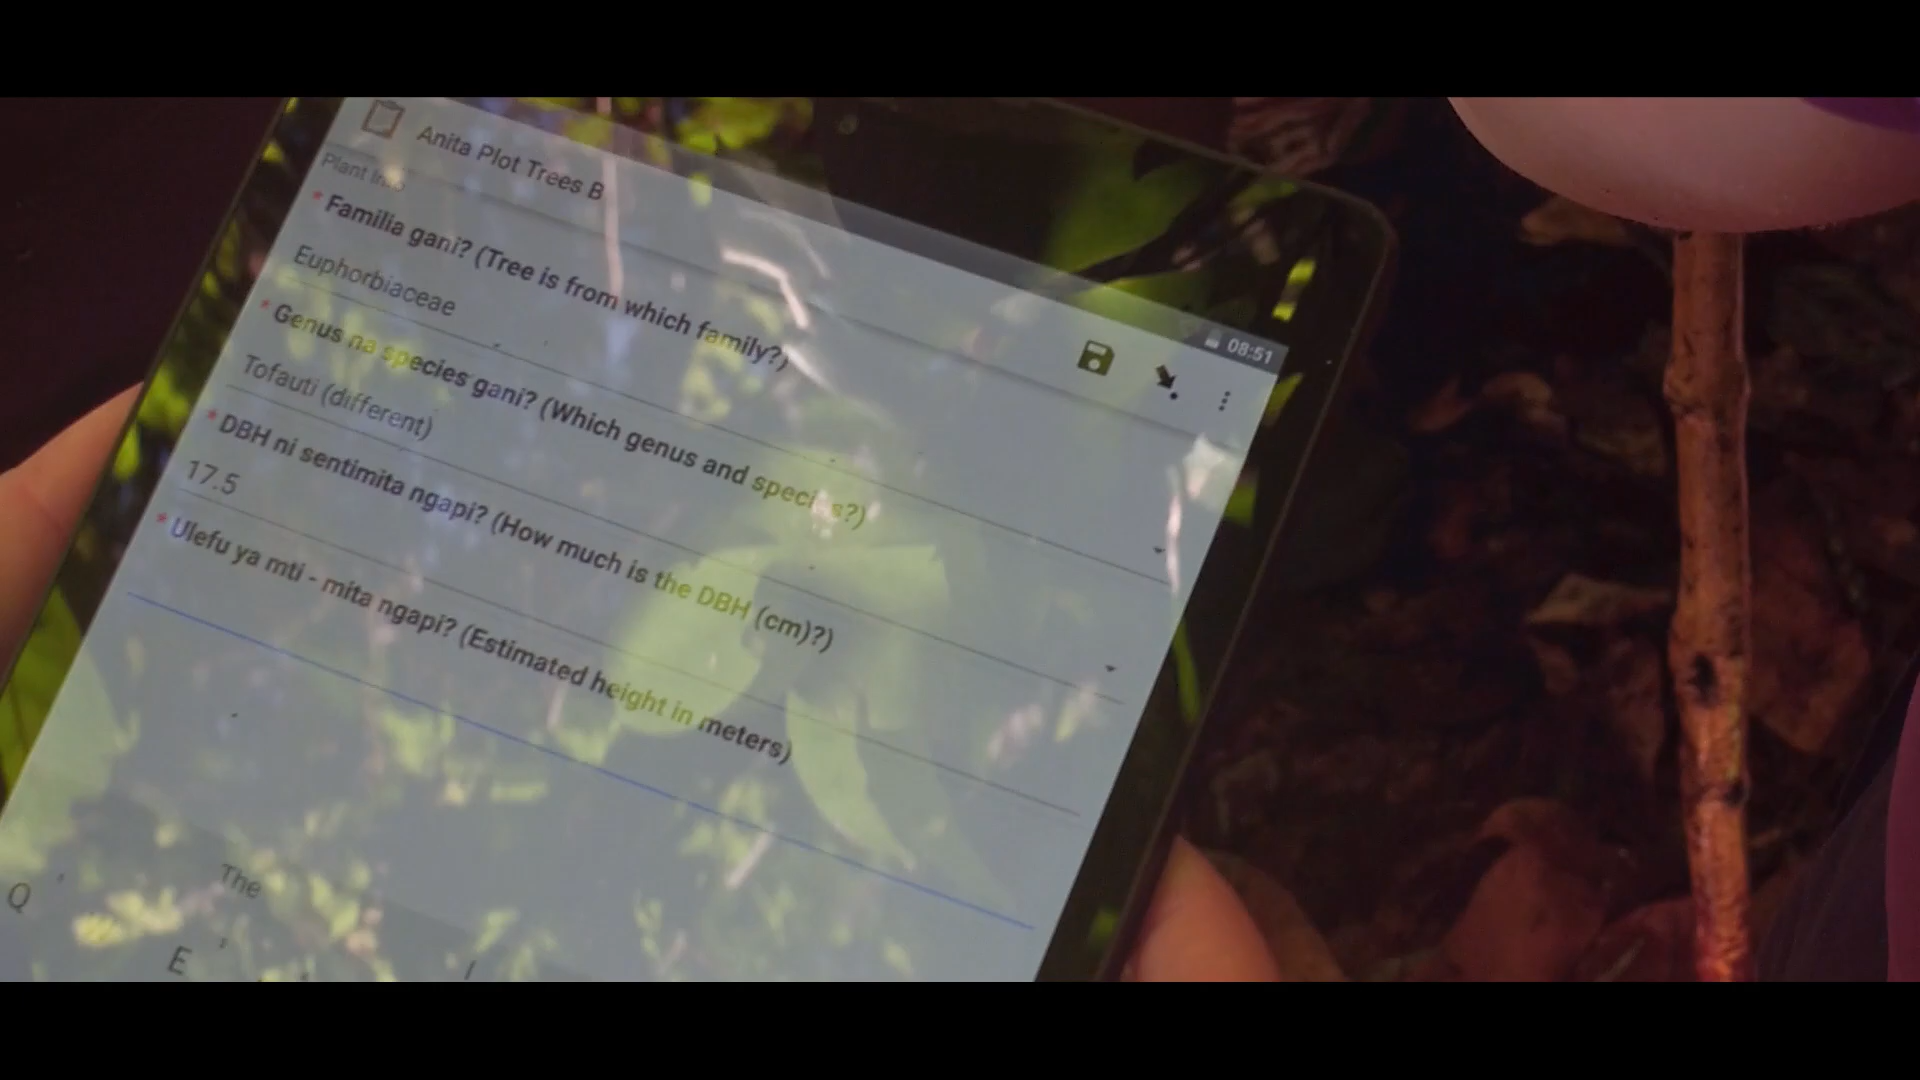 08:51
Anita Plot Trees B
Plant Info
* Familia gani? (Tree is from which family?)
Euphorbiaceae
* Genus na species gani? (Which genus and species?)
Tofauti (different)
* DBH ni sentimita ngapi? (How much is the DBH (cm)?)
17.5
* Ulefu ya mti - mita ngapi? (Estimated height in meters)
The
Q
E